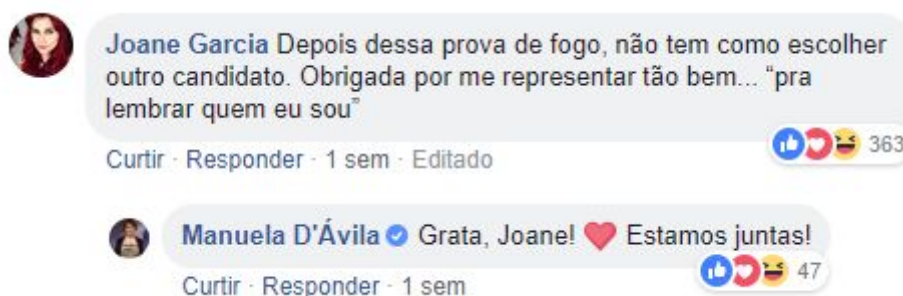 Joane Garcia Depois dessa prova de fogo, não tem como escolher
outro candidato. Obrigada por me representar tão bem... “pra
lembrar quem eu sou”
363
Curtir · Responder · 1 sem · Editado
Manuela D'Ávila Grata, Joane! ❤️ Estamos juntas!
47
Curtir · Responder · 1 sem